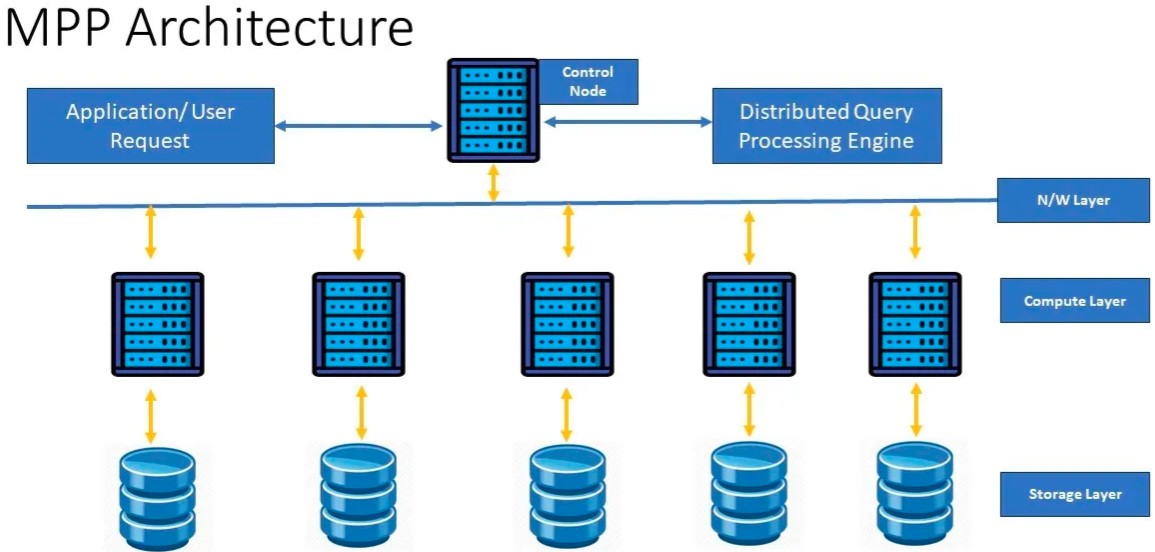 MPP Architecture
Control
Node
Application/User
Request
Distributed Query
Processing Engine
N/W Layer
Compute Layer
Storage Layer